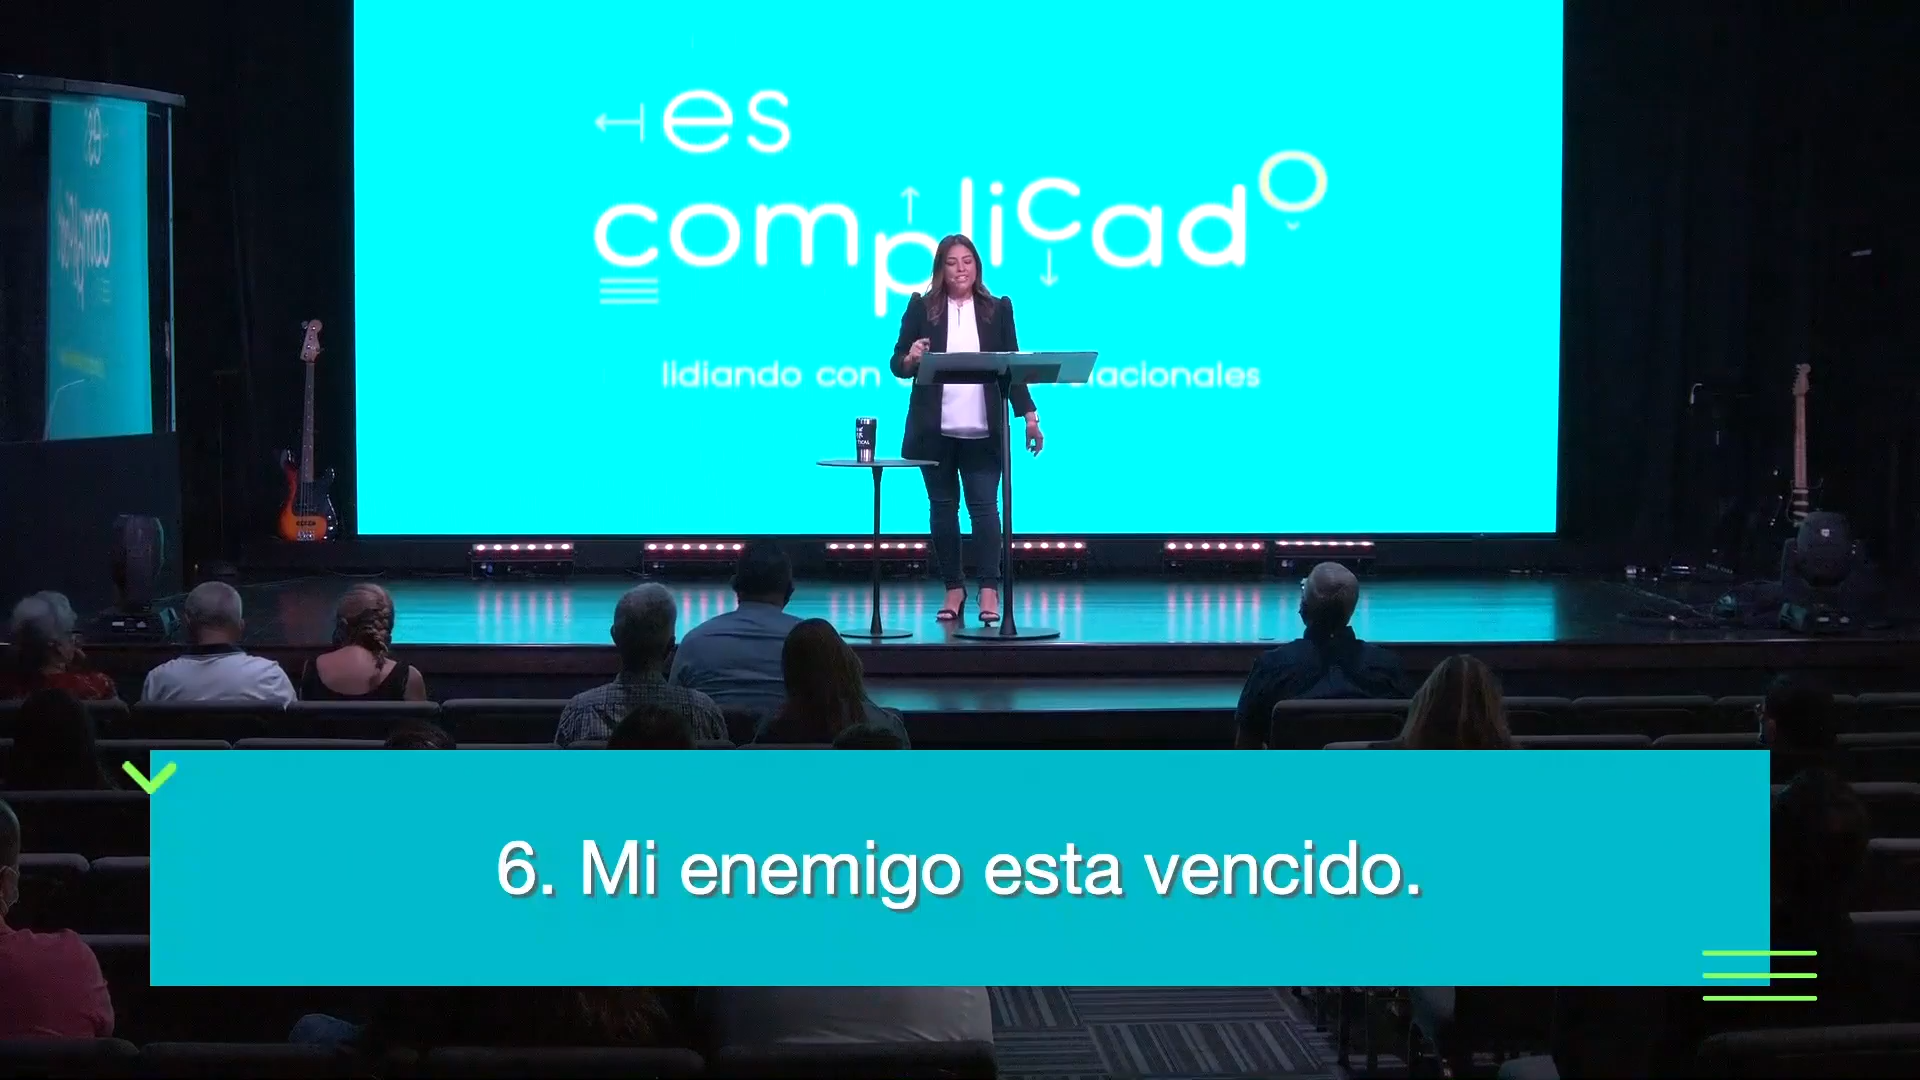 es
complicado
lidiando con
6. Mi enemigo esta vencido.